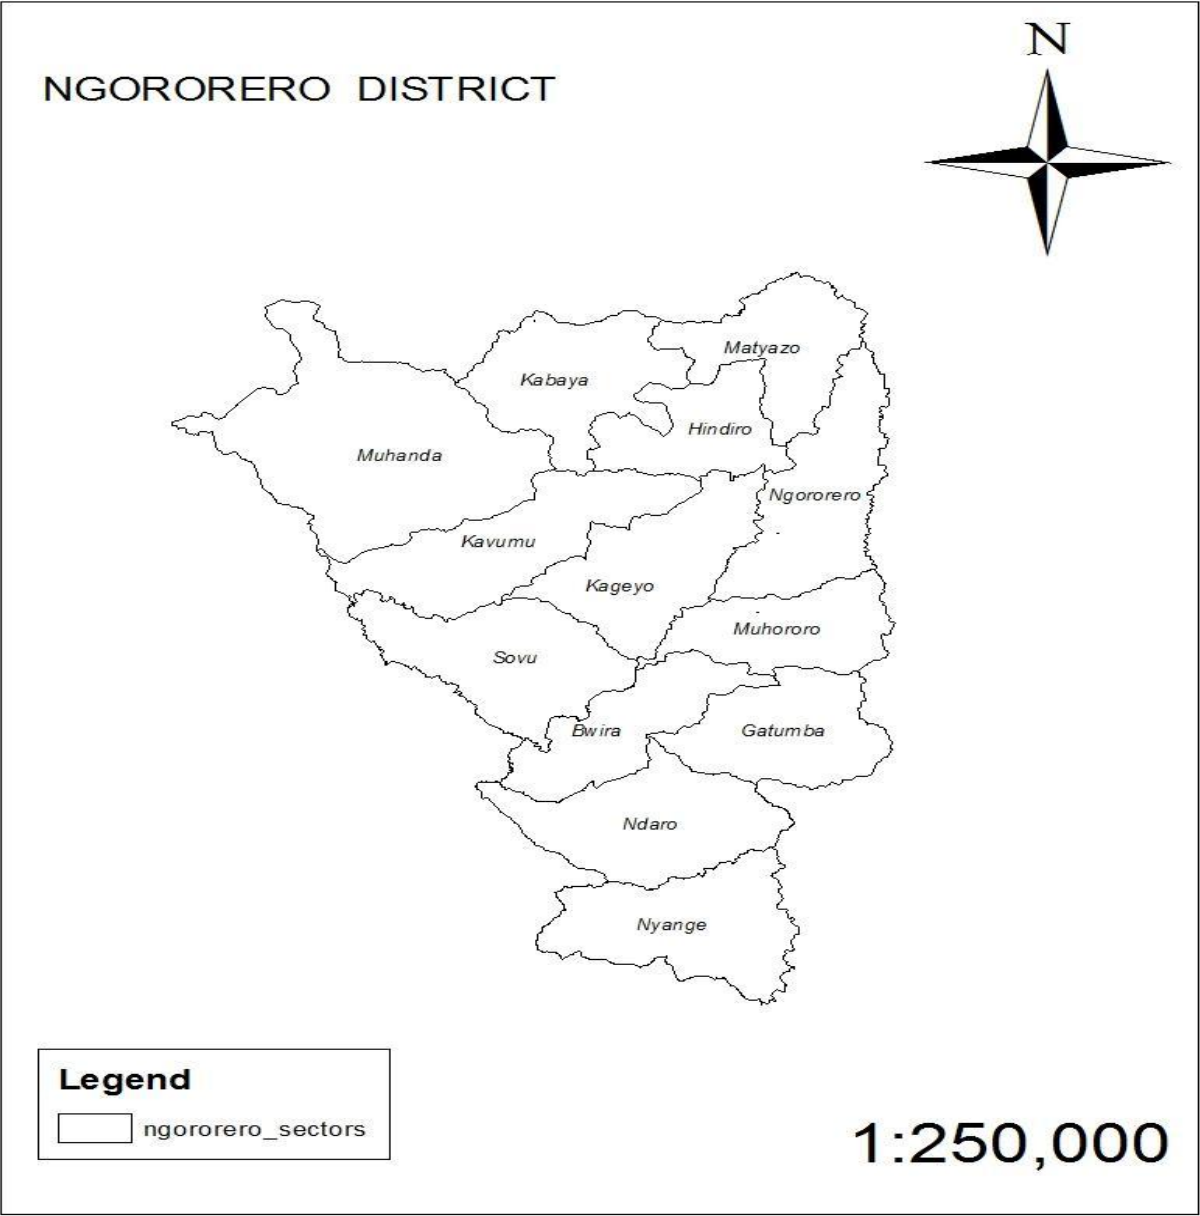 N
NGORORERO DISTRICT
Matyazo
Kabaya
Hindiro
Muhanda
Ngororero
Kavumu
Kageyo
Muhororo
Sovu
Bwira
Gatumba
Ndaro
Nyange
Legend
ngororero_sectors
1:250,000